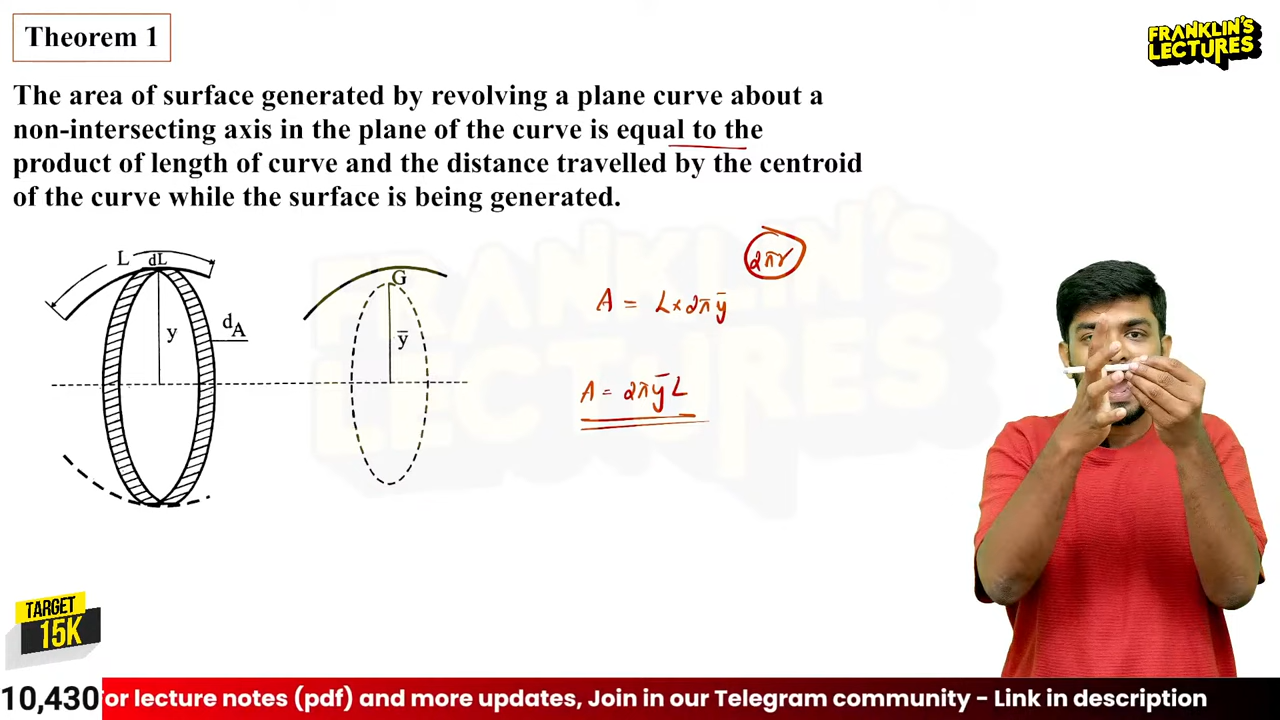 Theorem 1
FRANKLIN'S
LECTURES
The area of surface generated by revolving a plane curve about a
non-intersecting axis in the plane of the curve is equal to the
product of length of curve and the distance travelled by the centroid
of the curve while the surface is being generated.
L
dL
y
dA
G
ȳ
2πr
A = L×2πȳ
A = 2πȳL
FRANKLIN'S
LECTURES
TARGET
15K
10,430
or lecture notes (pdf) and more updates, Join in our Telegram community - Link in description